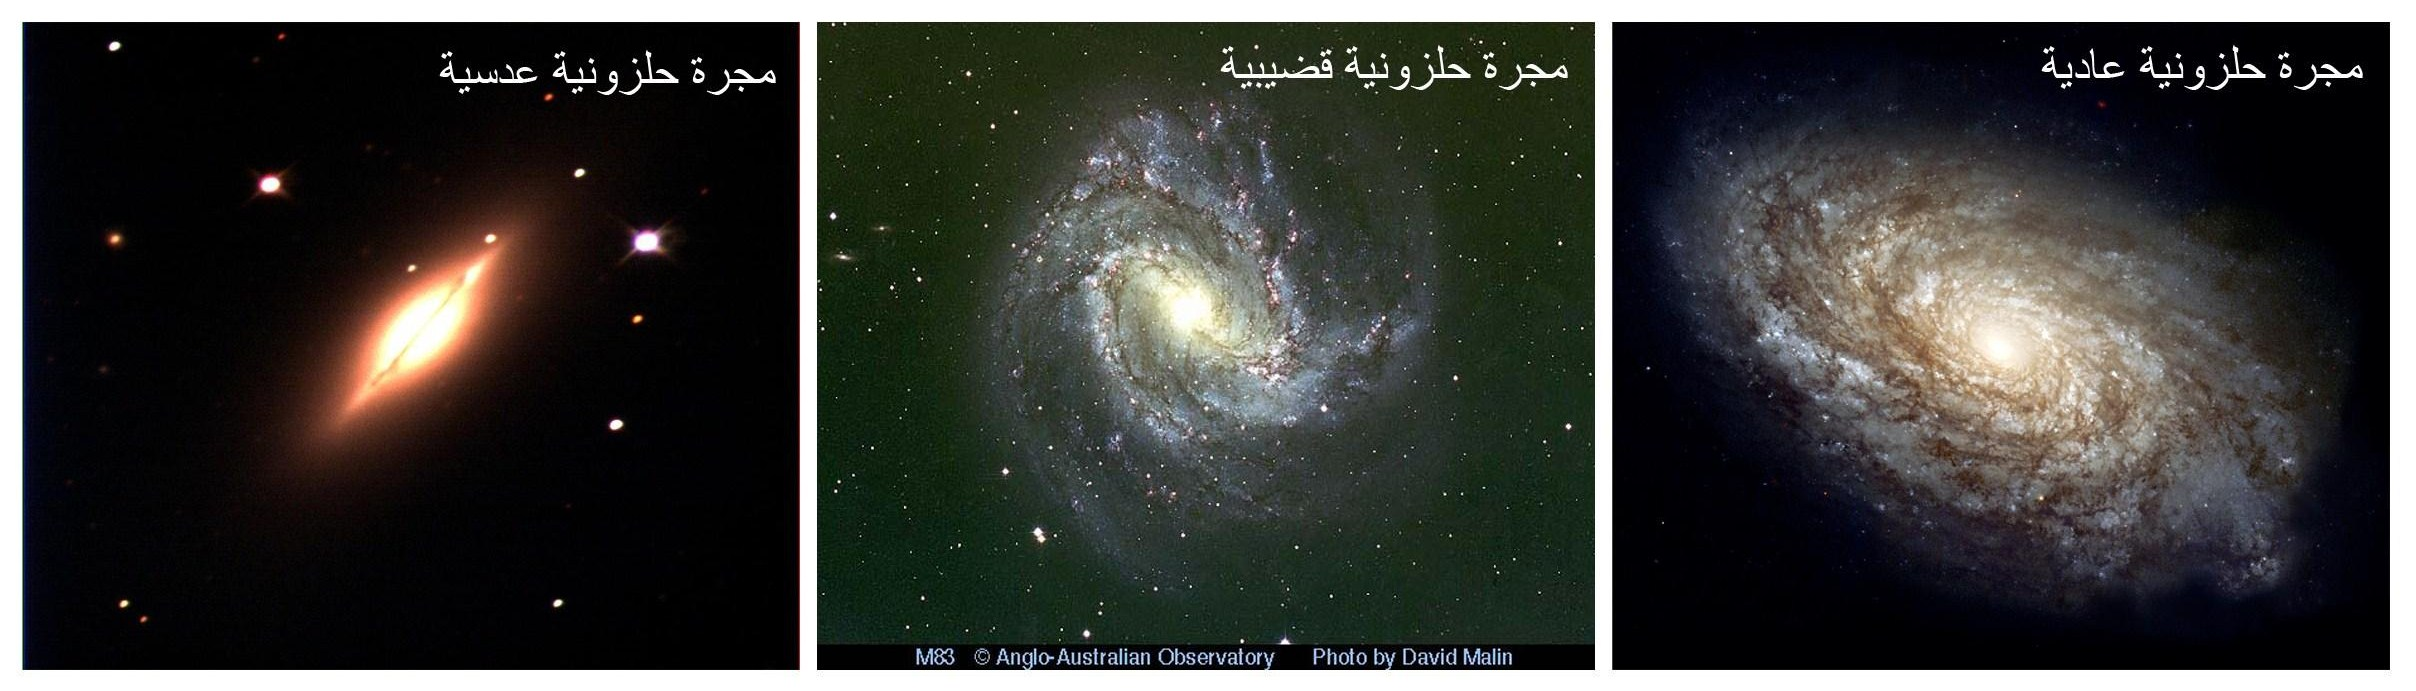 مجرة حلزونية عادية
مجرة حلزونية قضيبية
مجرة حلزونية عدسية
M83 © Anglo-Australian Observatory Photo by David Malin